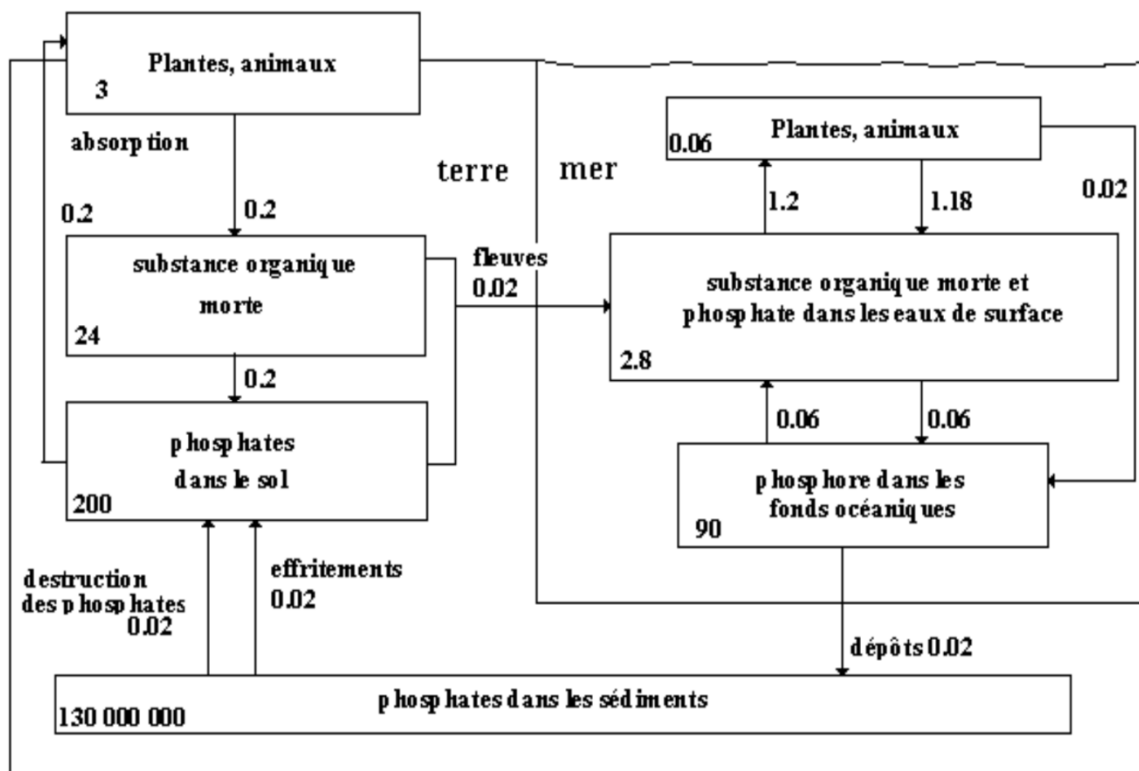 Plantes, animaux
3
absorption
0.2
0.2
terre
mer
substance organique
morte
24
0.2
fleuves
0.02
phosphates
dans le sol
200
destruction
des phosphates
0.02
effritements
0.02
Plantes, animaux
0.06
1.2
1.18
0.02
substance organique morte et
phosphate dans les eaux de surface
2.8
0.06
0.06
phosphore dans les
fonds océaniques
90
dépôts 0.02
phosphates dans les sédiments
130 000 000